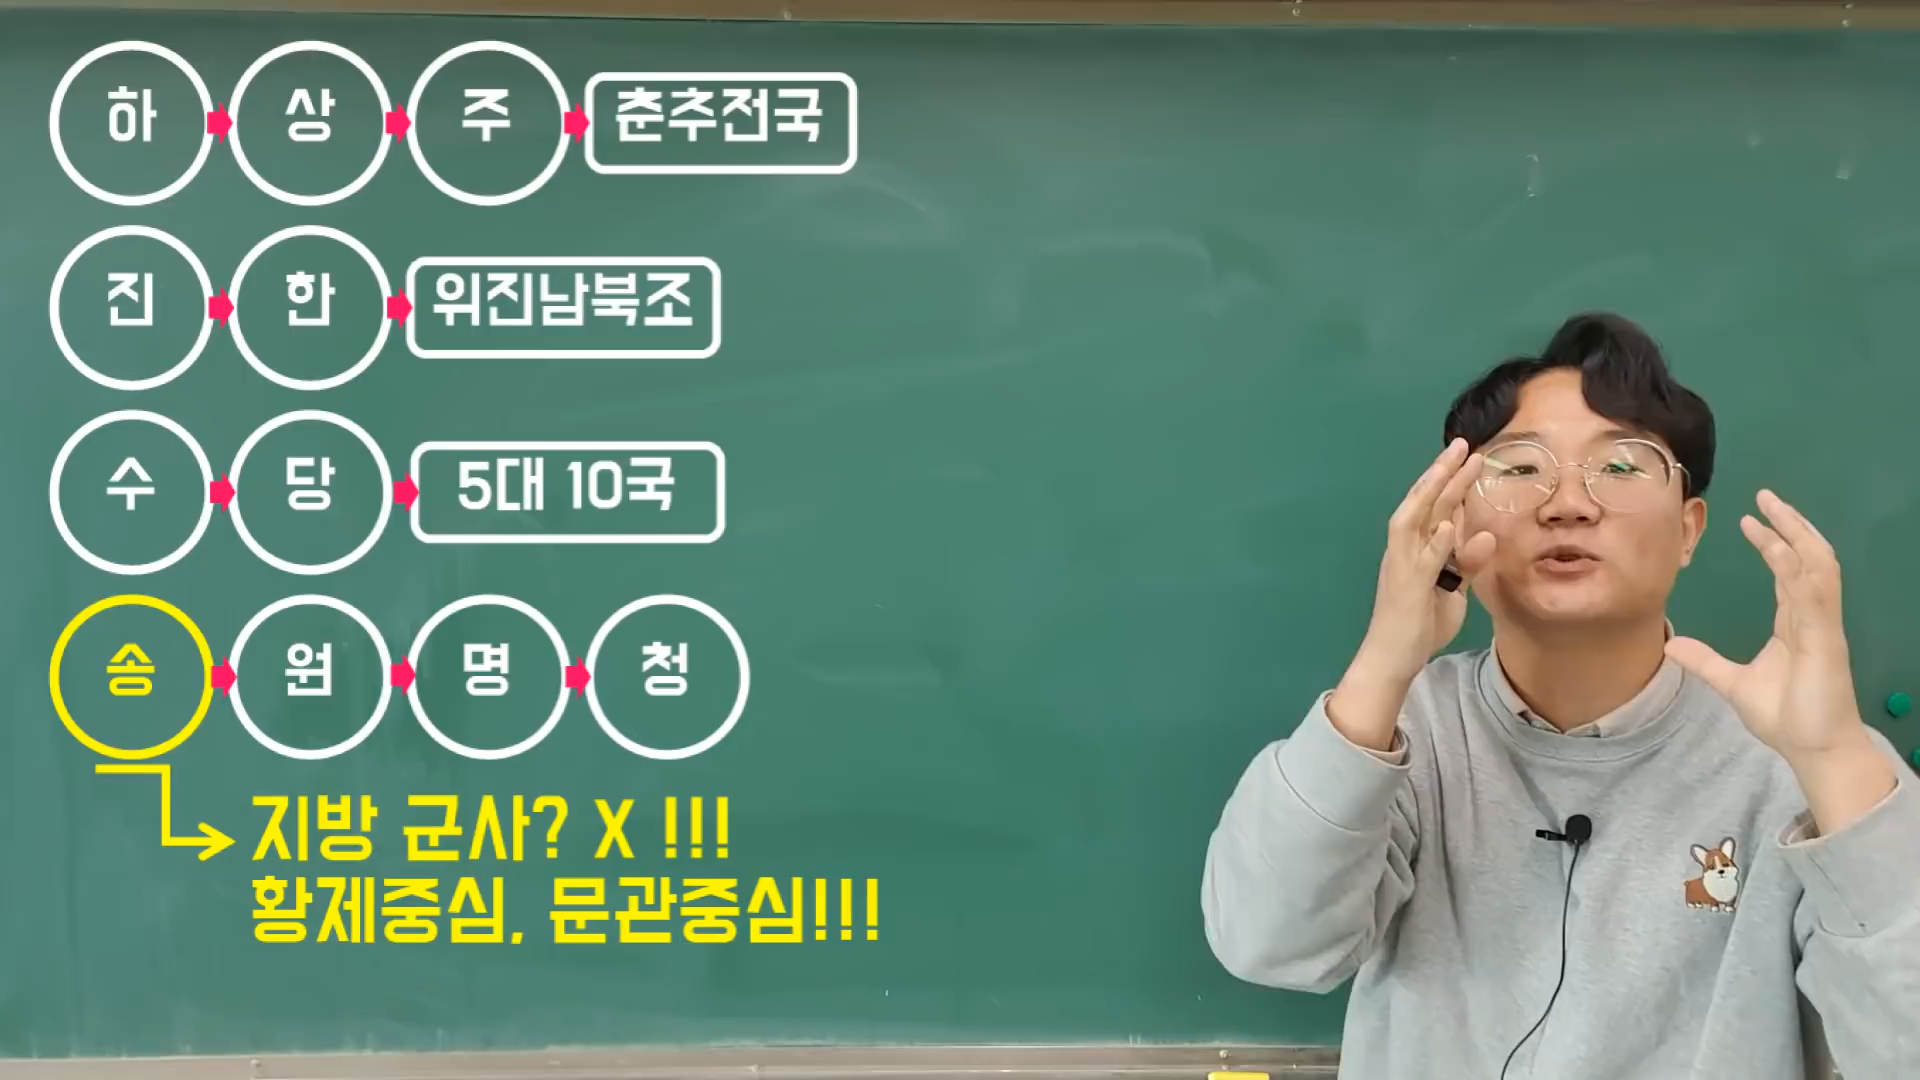 하 상 주 춘추전국
진 한 위진남북조
수 당 5대 10국
송 원 명 청
지방 군사? X !!!
황제중심, 문관중심!!!